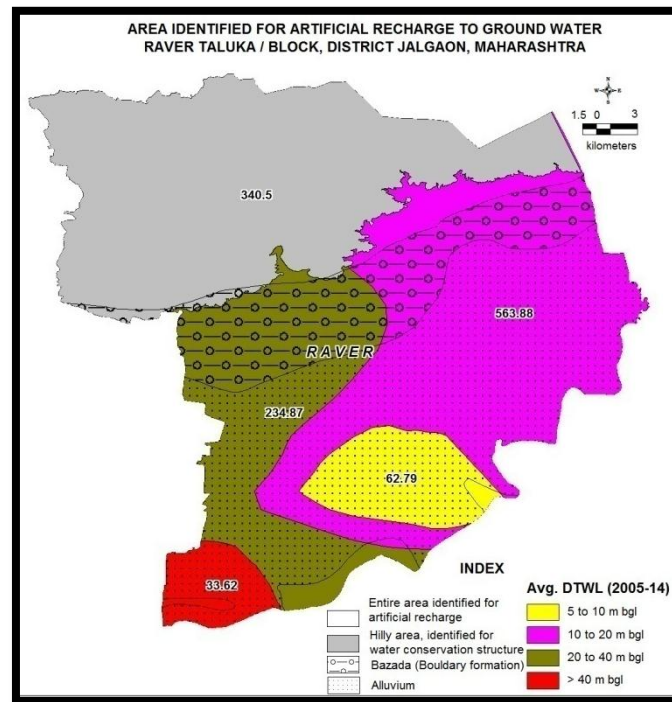 AREA IDENTIFIED FOR ARTIFICIAL RECHARGE TO GROUND WATER
RAVER TALUKA / BLOCK, DISTRICT JALGAON, MAHARASHTRA
N
W E
S
1.5 0 3
kilometers
340.5
563.88
RAVER
234.87
62.79
33.62
INDEX
Entire area identified for
artificial recharge
Hilly area, identified for
water conservation structure
Bazada (Bouldary formation)
Alluvium
Avg. DTWL (2005-14)
5 to 10 m bgl
10 to 20 m bgl
20 to 40 m bgl
> 40 m bgl